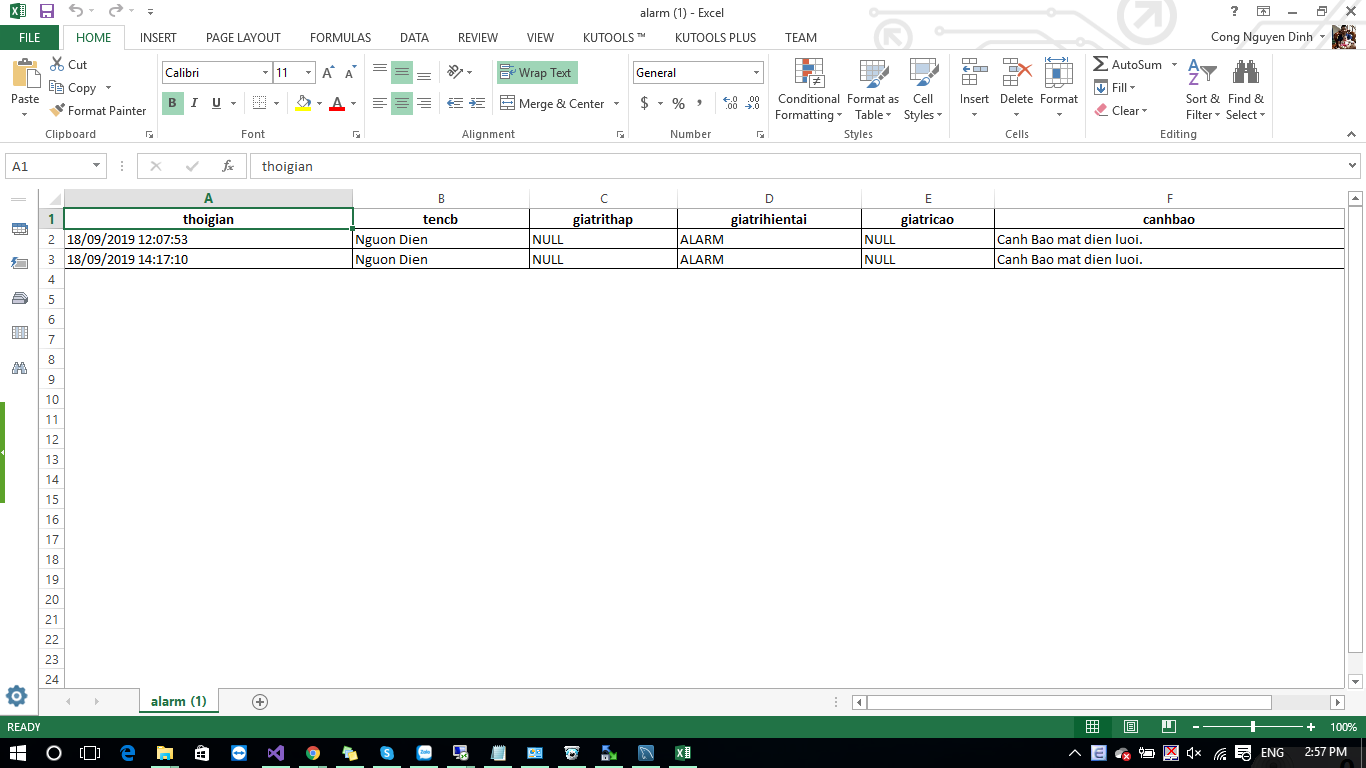 alarm (1) - Excel
FILE HOME INSERT PAGE LAYOUT FORMULAS DATA REVIEW VIEW KUTOOLS ™ KUTOOLS PLUS TEAM Cong Nguyen Dinh
Cut
Copy
Format Painter
Paste
Clipboard
Calibri 11
B I U
Font
Wrap Text
Merge & Center
Alignment
General
$ % ,
Number
Conditional Formatting
Format as Table
Cell Styles
Styles
Insert Delete Format
Cells
AutoSum
Fill
Clear
Sort & Filter
Find & Select
Editing
A1 fx thoigian
A B C D E F
1 thoigian tencb giatrithap giatrihientai giatricao canhbao
2 18/09/2019 12:07:53 Nguon Dien NULL ALARM NULL Canh Bao mat dien luoi.
3 18/09/2019 14:17:10 Nguon Dien NULL ALARM NULL Canh Bao mat dien luoi.
4
5
6
7
8
9
10
11
12
13
14
15
16
17
18
19
20
21
22
23
24
alarm (1)
READY 100%
ENG 2:57 PM